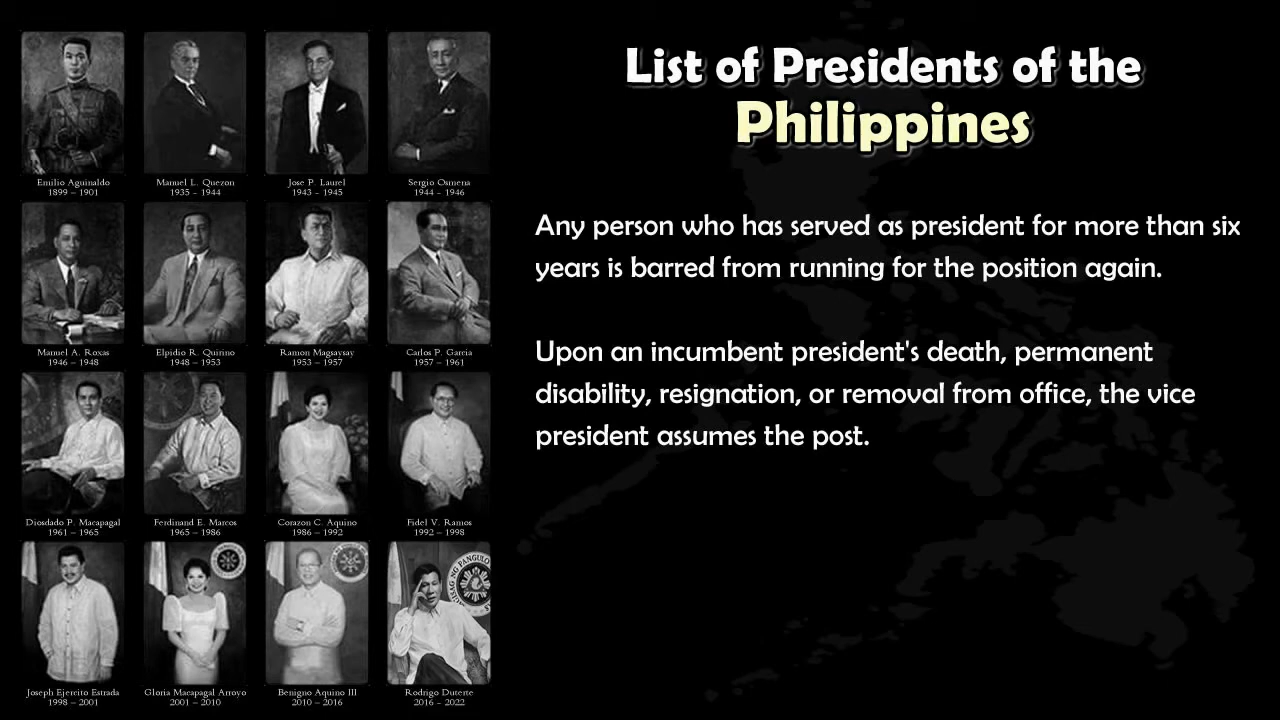 List of Presidents of the
Philippines
Any person who has served as president for more than six
years is barred from running for the position again.
Upon an incumbent president's death, permanent
disability, resignation, or removal from office, the vice
president assumes the post.
Emilio Aguinaldo
1899 – 1901
Manuel L. Quezon
1935 - 1944
Jose P. Laurel
1943 - 1945
Sergio Osmena
1944 - 1946
Manuel A. Roxas
1946 – 1948
Elpidio R. Quirino
1948 – 1953
Ramon Magsaysay
1953 – 1957
Carlos P. Garcia
1957 – 1961
Diosdado P. Macapagal
1961 – 1965
Ferdinand E. Marcos
1965 – 1986
Corazon C. Aquino
1986 – 1992
Fidel V. Ramos
1992 – 1998
Joseph Ejercito Estrada
1998 – 2001
Gloria Macapagal Arroyo
2001 – 2010
Benigno Aquino III
2010 – 2016
Rodrigo Duterte
2016 - 2022